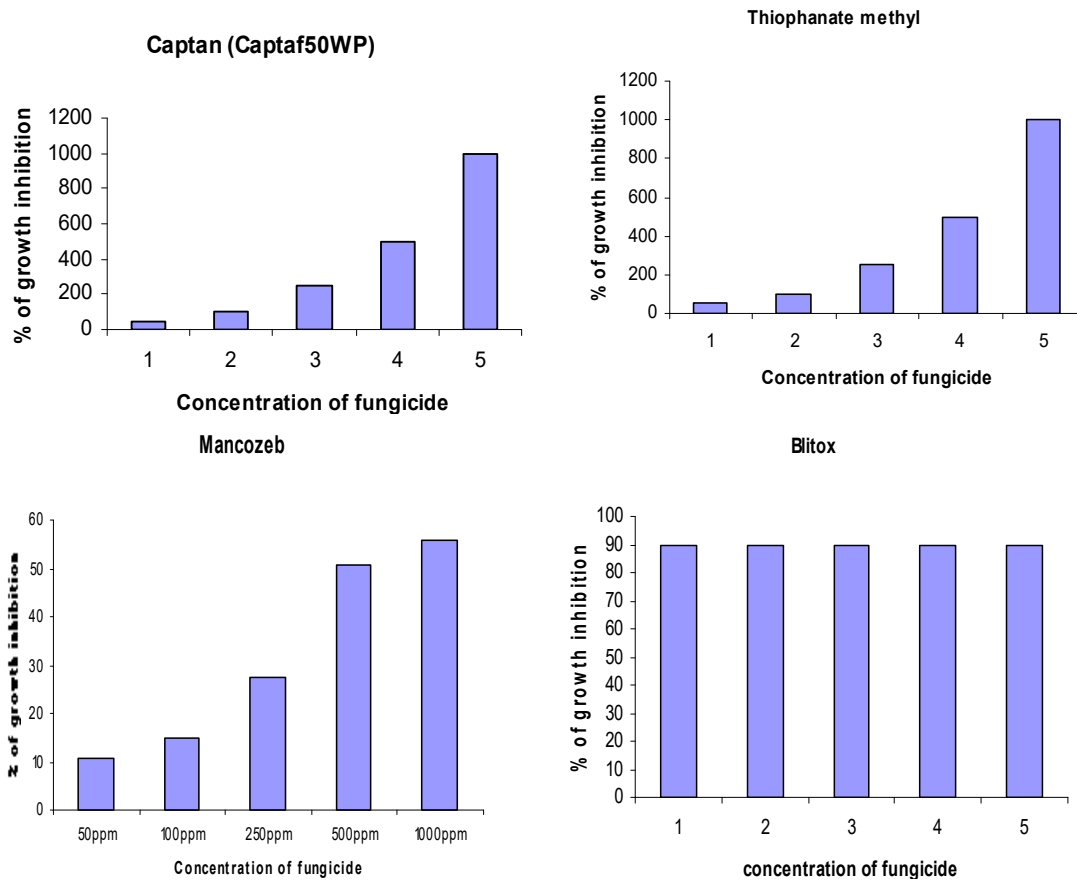 Captan (Captaf50WP)
% of growth inhibition
1200
1000
800
600
400
200
0
1 2 3 4 5
Concentration of fungicide
Thiophanate methyl
% of growth inhibition
1200
1000
800
600
400
200
0
1 2 3 4 5
Concentration of fungicide
Mancozeb
% of growth inhibition
60
50
40
30
20
10
0
50ppm 100ppm 250ppm 500ppm 1000ppm
Concentration of fungicide
Blitox
% of growth inhibition
100
90
80
70
60
50
40
30
20
10
0
1 2 3 4 5
concentration of fungicide